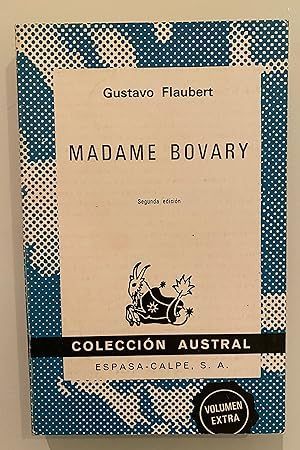 Gustavo Flaubert
MADAME BOVARY
Segunda edición
COLECCIÓN AUSTRAL
ESPASA-CALPE, S. A.
VOLUMEN
EXTRA